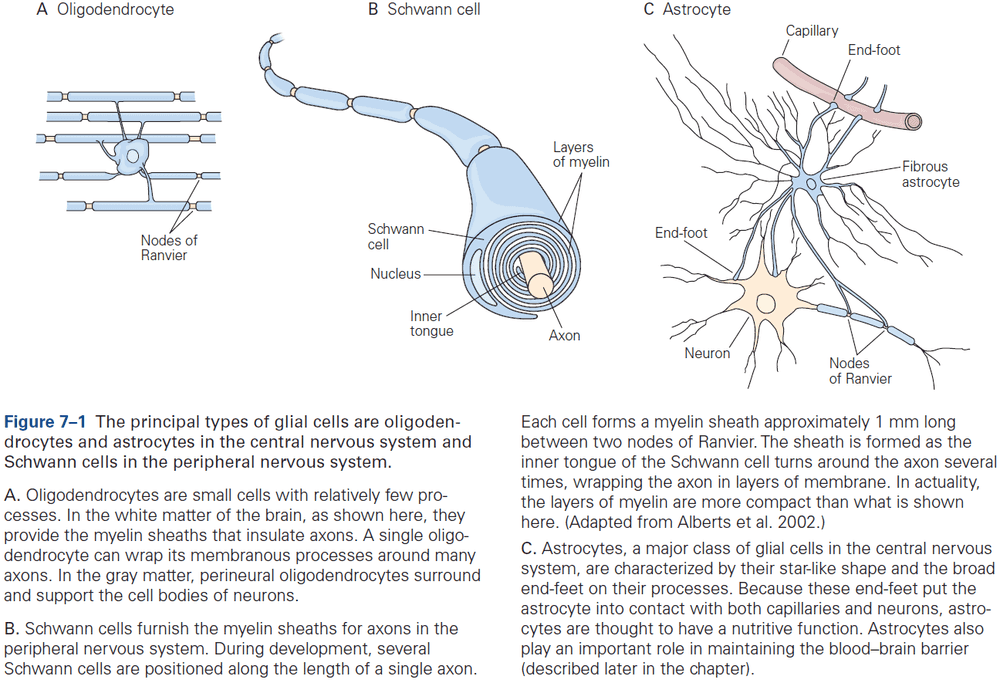 A Oligodendrocyte
Nodes of
Ranvier
B Schwann cell
Layers
of myelin
Schwann
cell
Nucleus
Inner
tongue
Axon
C Astrocyte
Capillary
End-foot
Fibrous
astrocyte
End-foot
Neuron
Nodes
of Ranvier
Figure 7–1 The principal types of glial cells are oligoden-
drocytes and astrocytes in the central nervous system and
Schwann cells in the peripheral nervous system.
A. Oligodendrocytes are small cells with relatively few pro-
cesses. In the white matter of the brain, as shown here, they
provide the myelin sheaths that insulate axons. A single oligo-
dendrocyte can wrap its membranous processes around many
axons. In the gray matter, perineural oligodendrocytes surround
and support the cell bodies of neurons.
B. Schwann cells furnish the myelin sheaths for axons in the
peripheral nervous system. During development, several
Schwann cells are positioned along the length of a single axon.
Each cell forms a myelin sheath approximately 1 mm long
between two nodes of Ranvier. The sheath is formed as the
inner tongue of the Schwann cell turns around the axon several
times, wrapping the axon in layers of membrane. In actuality,
the layers of myelin are more compact than what is shown
here. (Adapted from Alberts et al. 2002.)
C. Astrocytes, a major class of glial cells in the central nervous
system, are characterized by their star-like shape and the broad
end-feet on their processes. Because these end-feet put the
astrocyte into contact with both capillaries and neurons, astro-
cytes are thought to have a nutritive function. Astrocytes also
play an important role in maintaining the blood–brain barrier
(described later in the chapter).